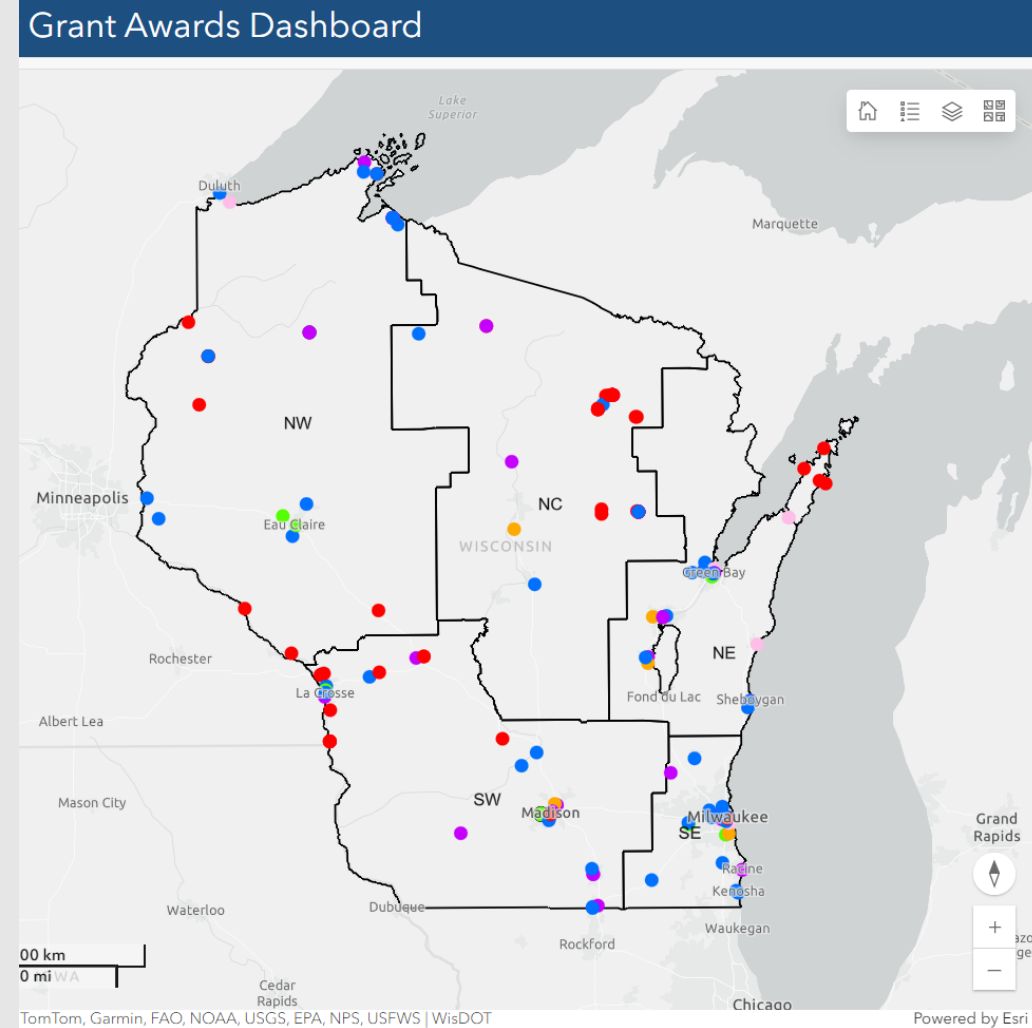 Grant Awards Dashboard
Lake
Superior
Duluth
Marquette
NW
Minneapolis
Eau Claire
NC
WISCONSIN
Green Bay
Rochester
NE
La Crosse
Fond du Lac
Sheboygan
Albert Lea
Mason City
SW
Madison
Milwaukee
SE
Grand
Rapids
Racine
Kenosha
Waterloo
Dubuque
Rockford
Waukegan
00 km
0 mi
WA
Cedar
Rapids
Chicago
TomTom, Garmin, FAO, NOAA, USGS, EPA, NPS, USFWS | WisDOT
Powered by Esri